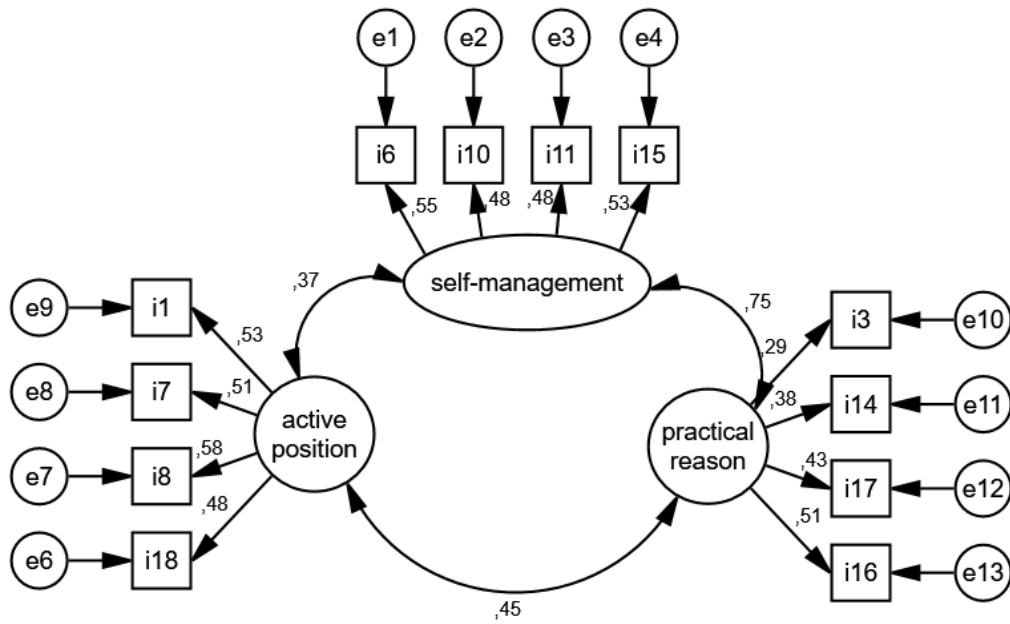 e1
e2
e3
e4
i6
i10
i11
i15
,55
,48
,48
,53
self-management
,37
,75
e9
i1
,53
e8
i7
,51
e7
i8
,58
e6
i18
,48
active
position
practical
reason
,29
i3
e10
,38
i14
e11
,43
i17
e12
,51
i16
e13
,45